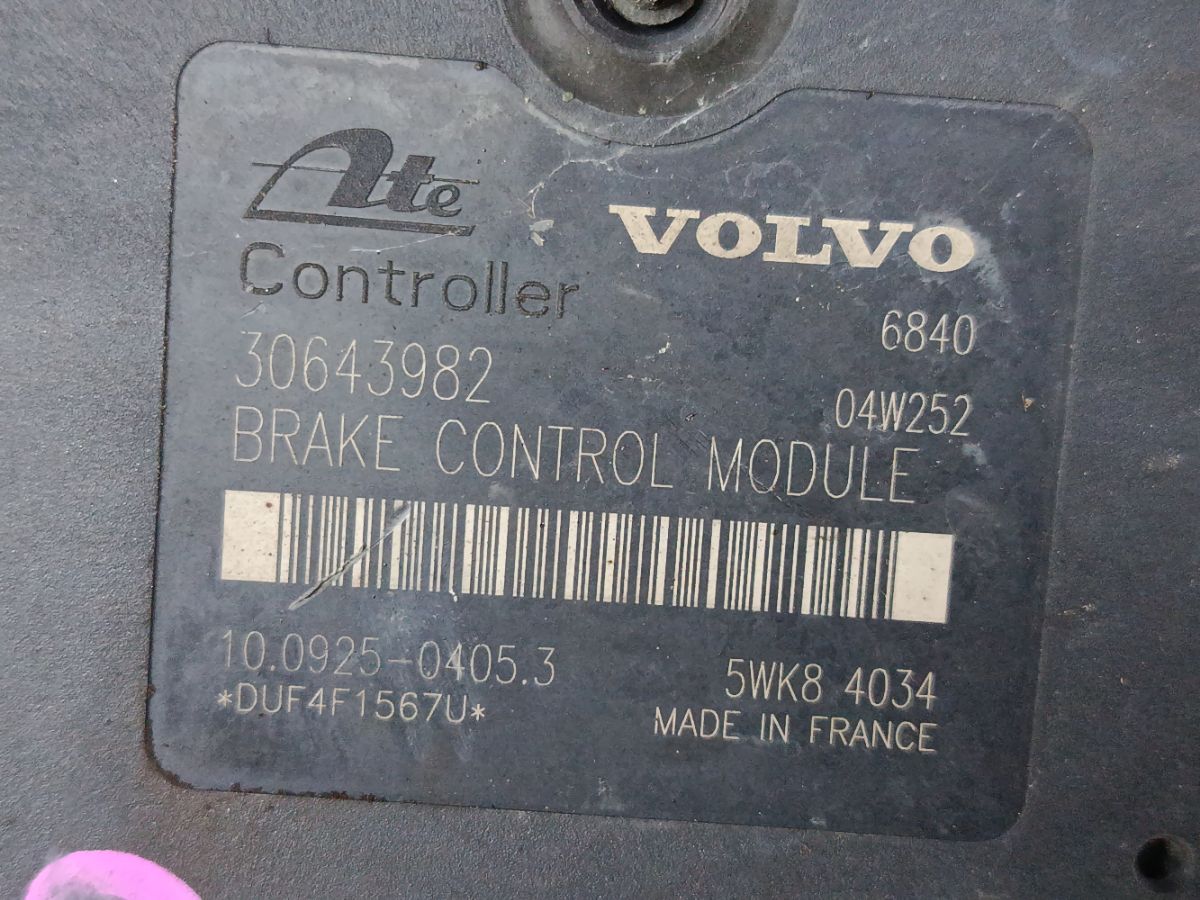 Ate
VOLVO
Controller
6840
30643982
04W252
BRAKE CONTROL MODULE
10.0925-0405.3
5WK8 4034
*DUF4F1567U*
MADE IN FRANCE